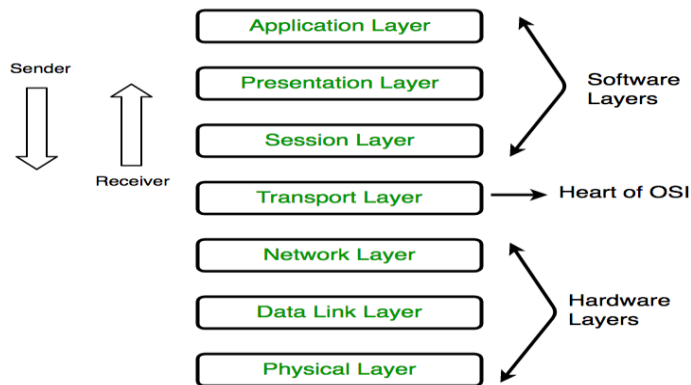 Application Layer
Sender
Presentation Layer
Software
Layers
Session Layer
Receiver
Transport Layer
Heart of OSI
Network Layer
Data Link Layer
Hardware
Layers
Physical Layer